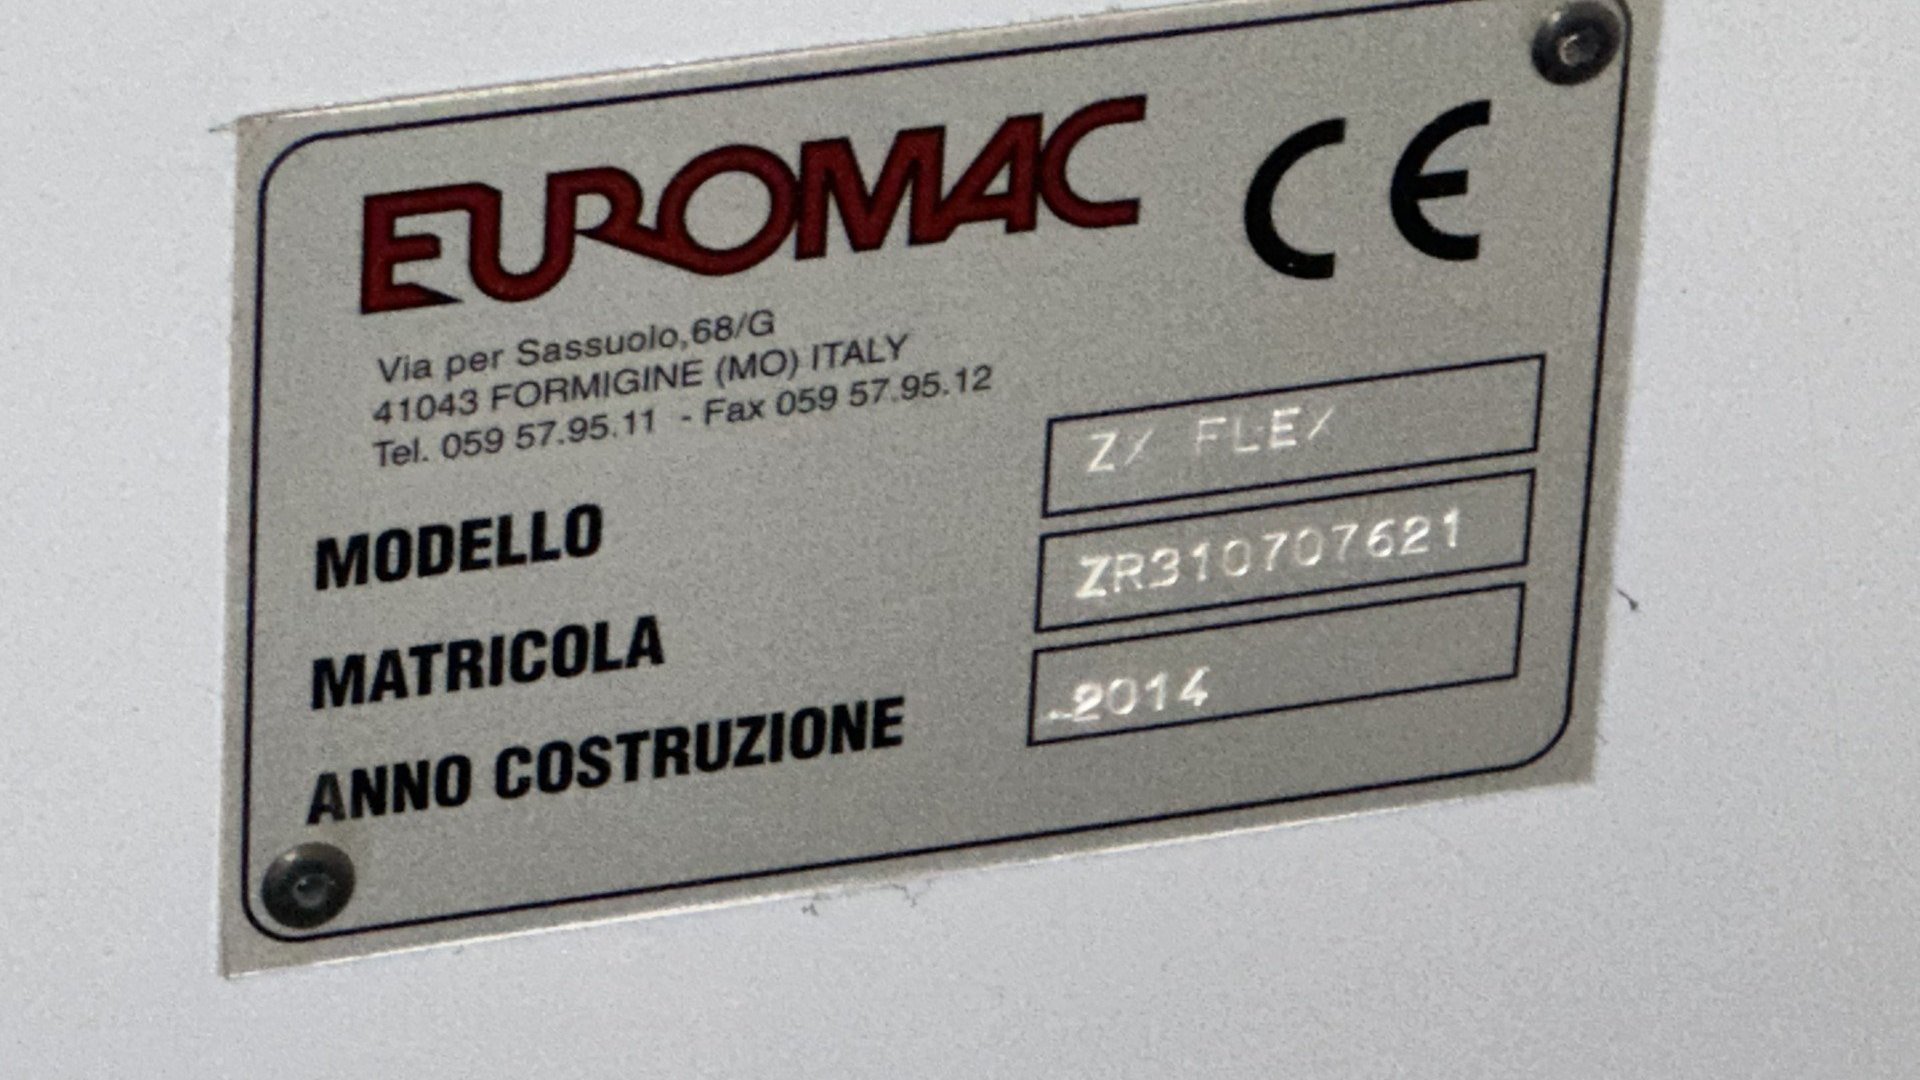 EUROMAC
CE
Via per Sassuolo,68/G
41043 FORMIGINE (MO) ITALY
Tel. 059 57.95.11 - Fax 059 57.95.12
MODELLO ZX FLEX
MATRICOLA ZR310707621
ANNO COSTRUZIONE 2014